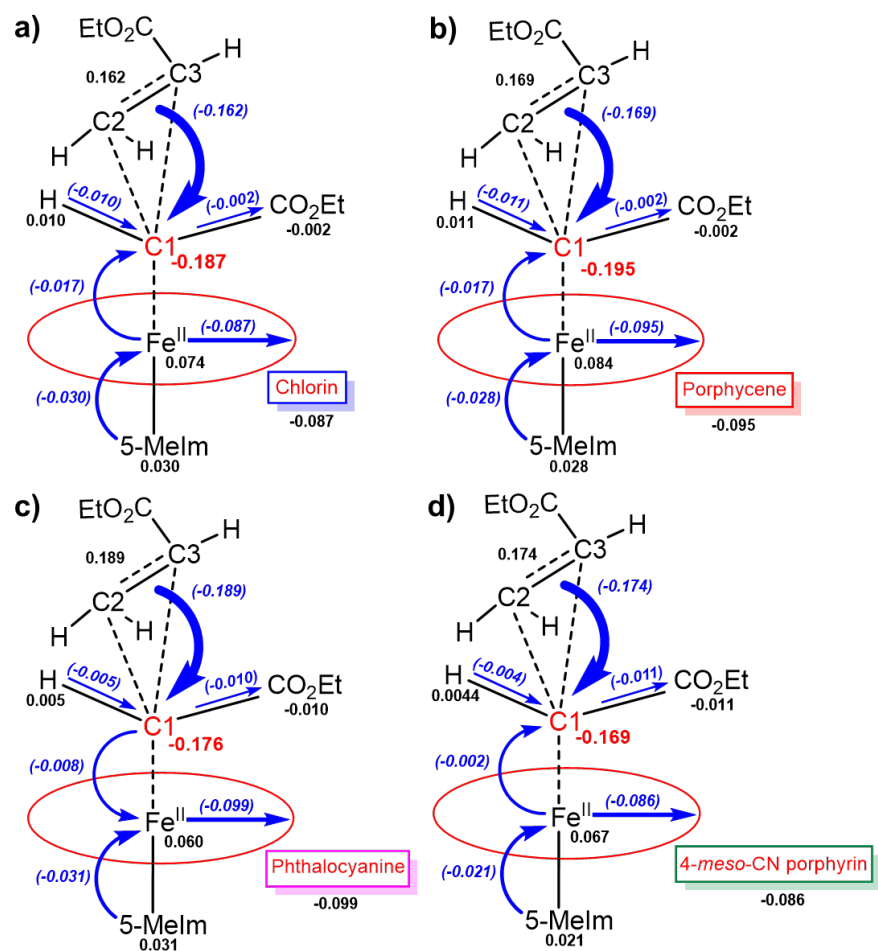 a)
EtO2C
H
0.162
C3
(-0.162)
C2
H
H
H
(-0.010)
(-0.002)
CO2Et
0.010
-0.002
C1
-0.187
(-0.017)
(-0.087)
FeII
0.074
(-0.030)
Chlorin
-0.087
5-MeIm
0.030
b)
EtO2C
H
0.169
C3
(-0.169)
C2
H
H
H
(-0.011)
(-0.002)
CO2Et
0.011
-0.002
C1
-0.195
(-0.017)
(-0.095)
FeII
0.084
(-0.028)
Porphycene
-0.095
5-MeIm
0.028
c)
EtO2C
H
0.189
C3
(-0.189)
C2
H
H
H
(-0.005)
(-0.010)
CO2Et
0.005
-0.010
C1
-0.176
(-0.008)
(-0.099)
FeII
0.060
(-0.031)
Phthalocyanine
-0.099
5-MeIm
0.031
d)
EtO2C
H
0.174
C3
(-0.174)
C2
H
H
H
(-0.004)
(-0.011)
CO2Et
0.0044
-0.011
C1
-0.169
(-0.002)
(-0.086)
FeII
0.067
(-0.021)
4-meso-CN porphyrin
-0.086
5-MeIm
0.021